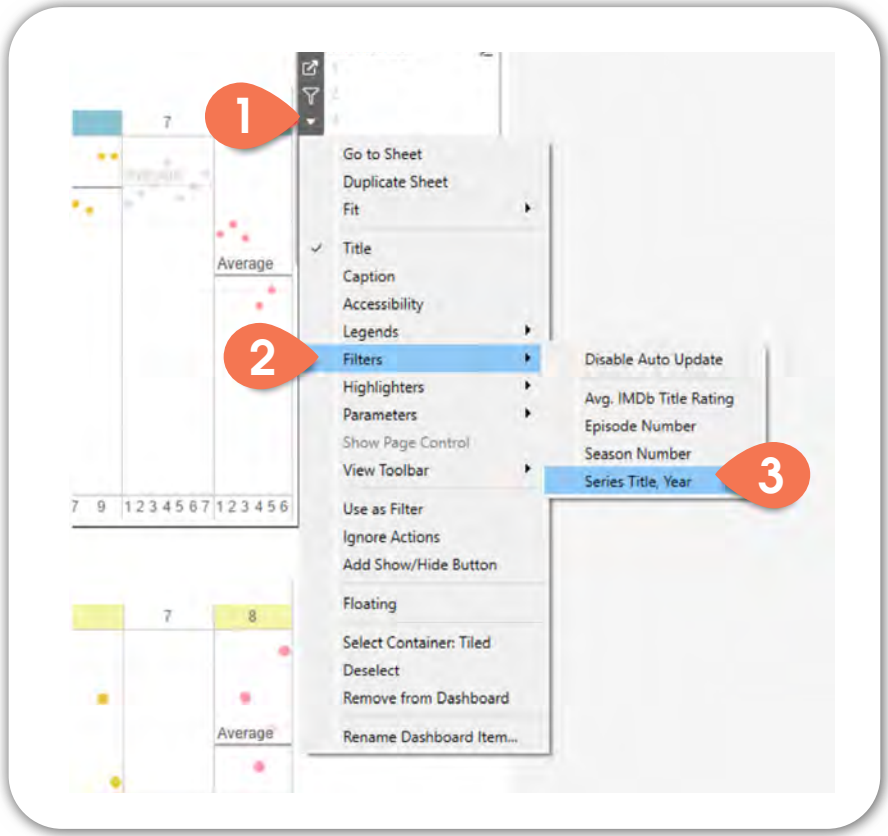 1
7
Go to Sheet
Duplicate Sheet
Fit
Title
Average
Caption
Accessibility
Legends
2
Filters
Disable Auto Update
Highlighters
Avg. IMDb Title Rating
Parameters
Episode Number
Show Page Control
Season Number
View Toolbar
Series Title, Year
3
7 9 1 2 3 4 5 6 7 1 2 3 4 5 6
Use as Filter
Ignore Actions
Add Show/Hide Button
Floating
7 8
Select Container: Tiled
Deselect
Remove from Dashboard
Average
Rename Dashboard Item...